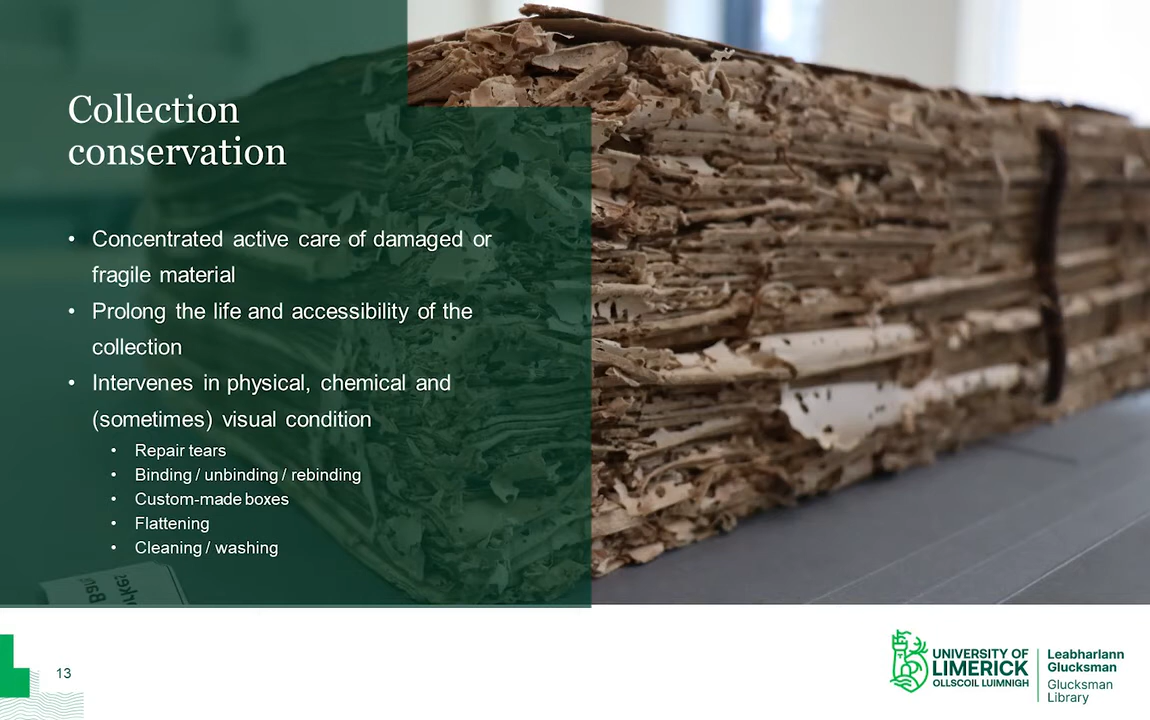 Collection
conservation
• Concentrated active care of damaged or
fragile material
• Prolong the life and accessibility of the
collection
• Intervenes in physical, chemical and
(sometimes) visual condition
• Repair tears
• Binding / unbinding / rebinding
• Custom-made boxes
• Flattening
• Cleaning / washing
13
UNIVERSITY OF
LIMERICK
OLLSCOIL LUIMNIGH
Leabharlann
Glucksman
Glucksman
Library